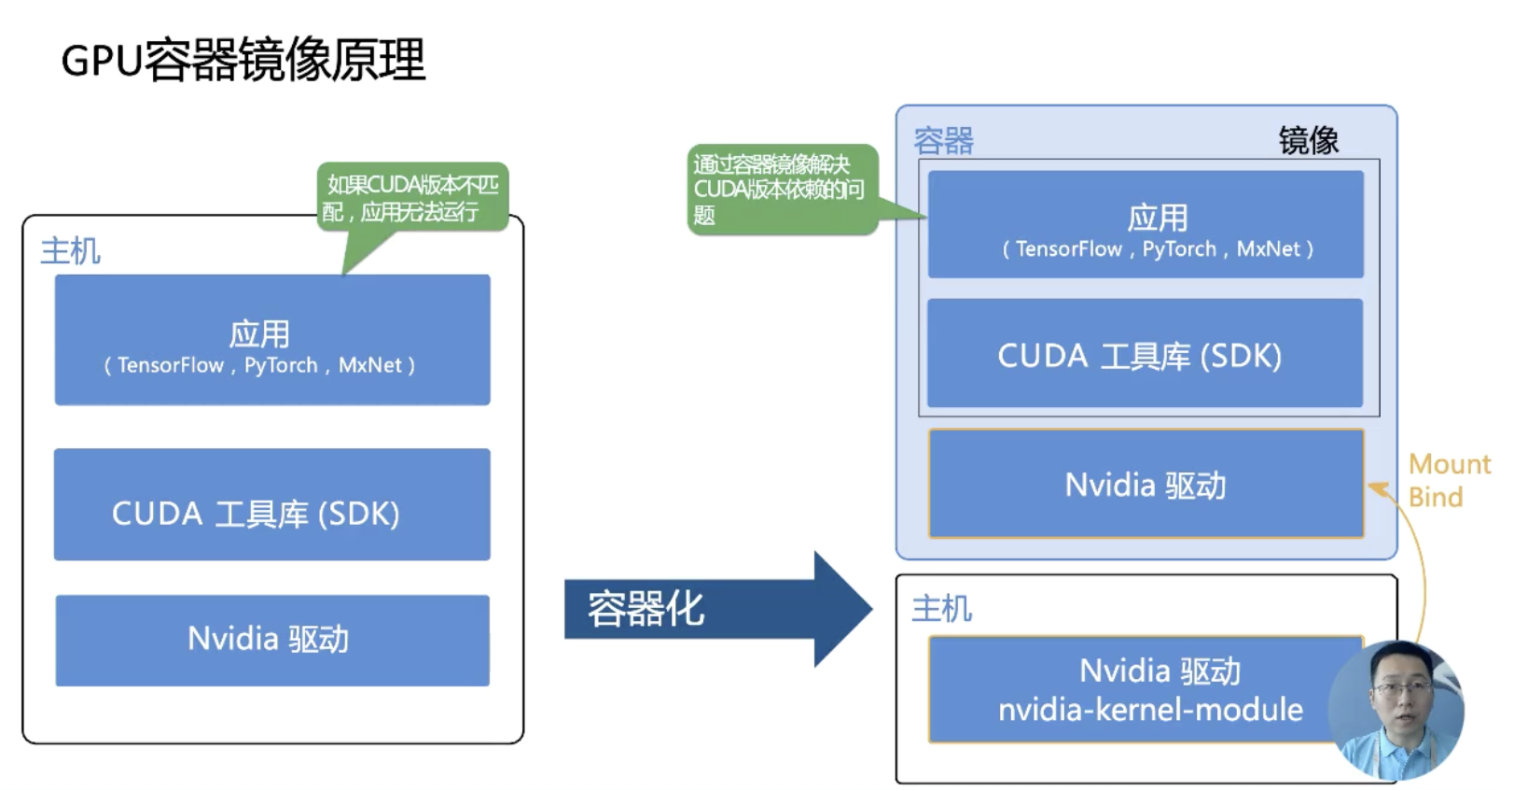 GPU容器镜像原理
如果CUDA版本不匹
配，应用无法运行
主机
应用
（TensorFlow，PyTorch，MxNet）
CUDA 工具库 (SDK)
Nvidia 驱动
容器化
通过容器镜像解决
CUDA版本依赖的问
题
容器
镜像
应用
（TensorFlow，PyTorch，MxNet）
CUDA 工具库 (SDK)
Nvidia 驱动
Mount
Bind
主机
Nvidia 驱动
nvidia-kernel-module